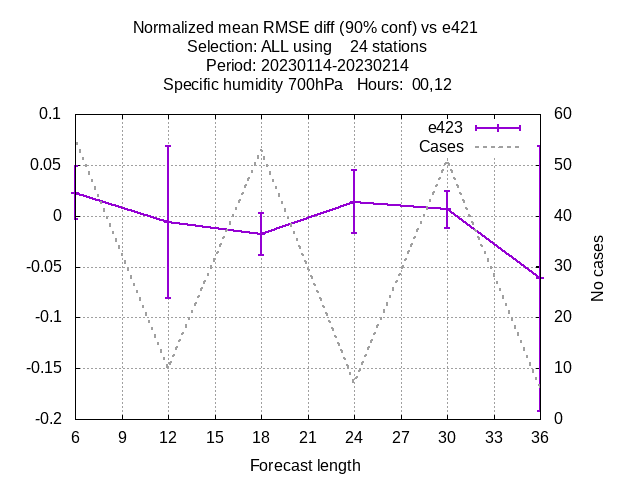 Normalized mean RMSE diff (90% conf) vs e421
Selection: ALL using    24 stations
Period: 20230114-20230214
Specific humidity 700hPa   Hours:  00,12
e423
Cases
0.1
0.05
0
-0.05
-0.1
-0.15
-0.2
60
50
40
30
20
10
0
No cases
6 9 12 15 18 21 24 27 30 33 36
Forecast length